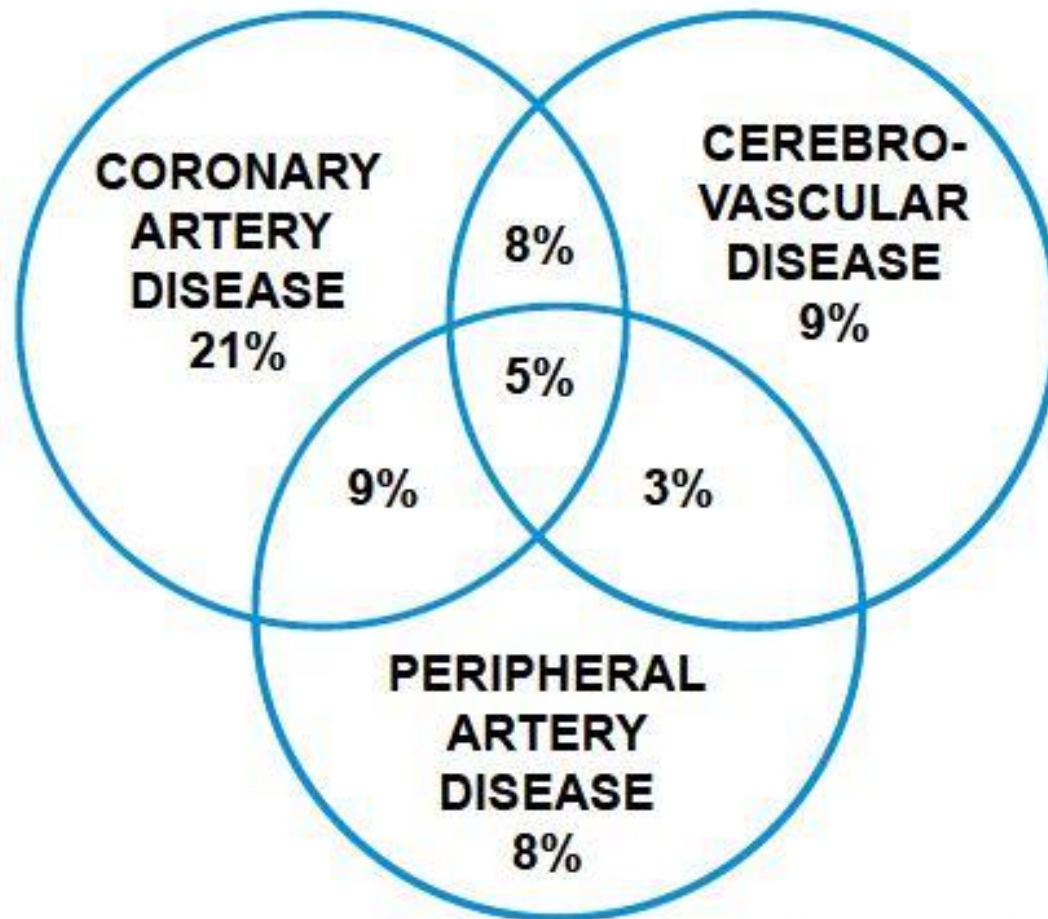 CORONARY
ARTERY
DISEASE
21%
CEREBRO-
VASCULAR
DISEASE
9%
8%
5%
9%
3%
PERIPHERAL
ARTERY
DISEASE
8%